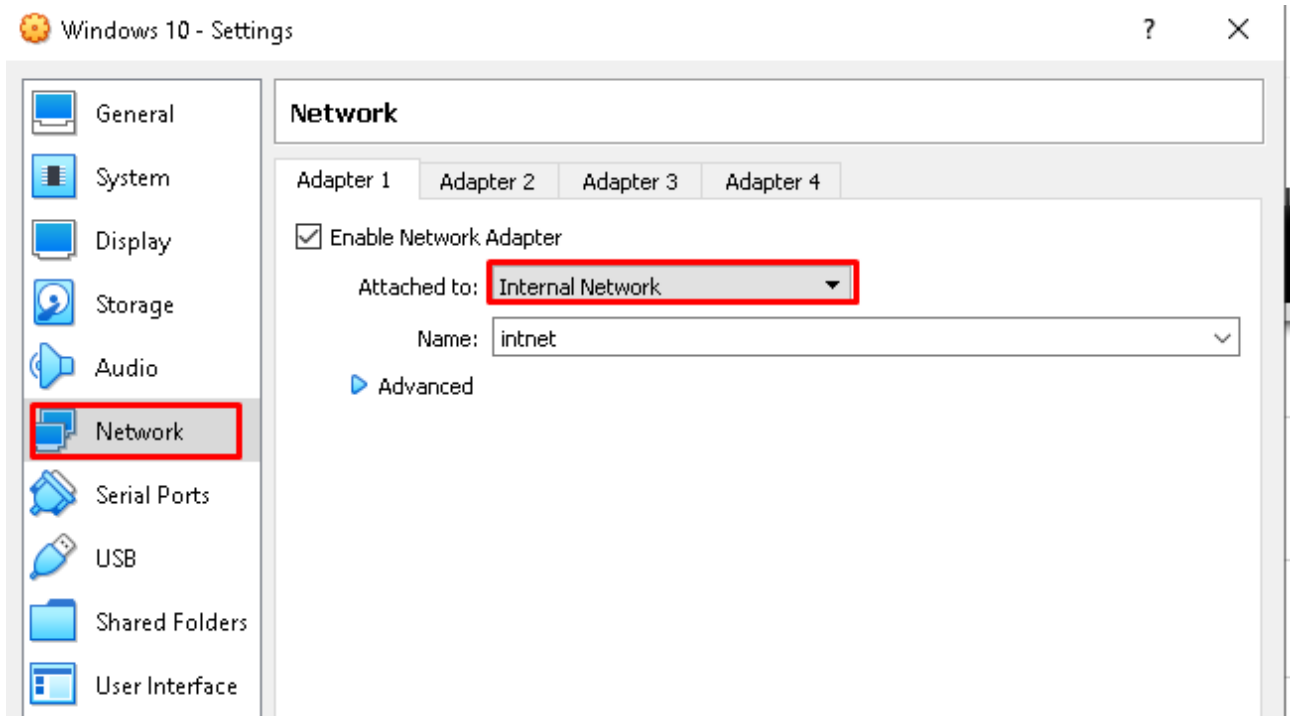 Windows 10 - Settings
?
General
System
Display
Storage
Audio
Network
Serial Ports
USB
Shared Folders
User Interface
Network
Adapter 1 Adapter 2 Adapter 3 Adapter 4
Enable Network Adapter
Attached to: Internal Network
Name: intnet
Advanced